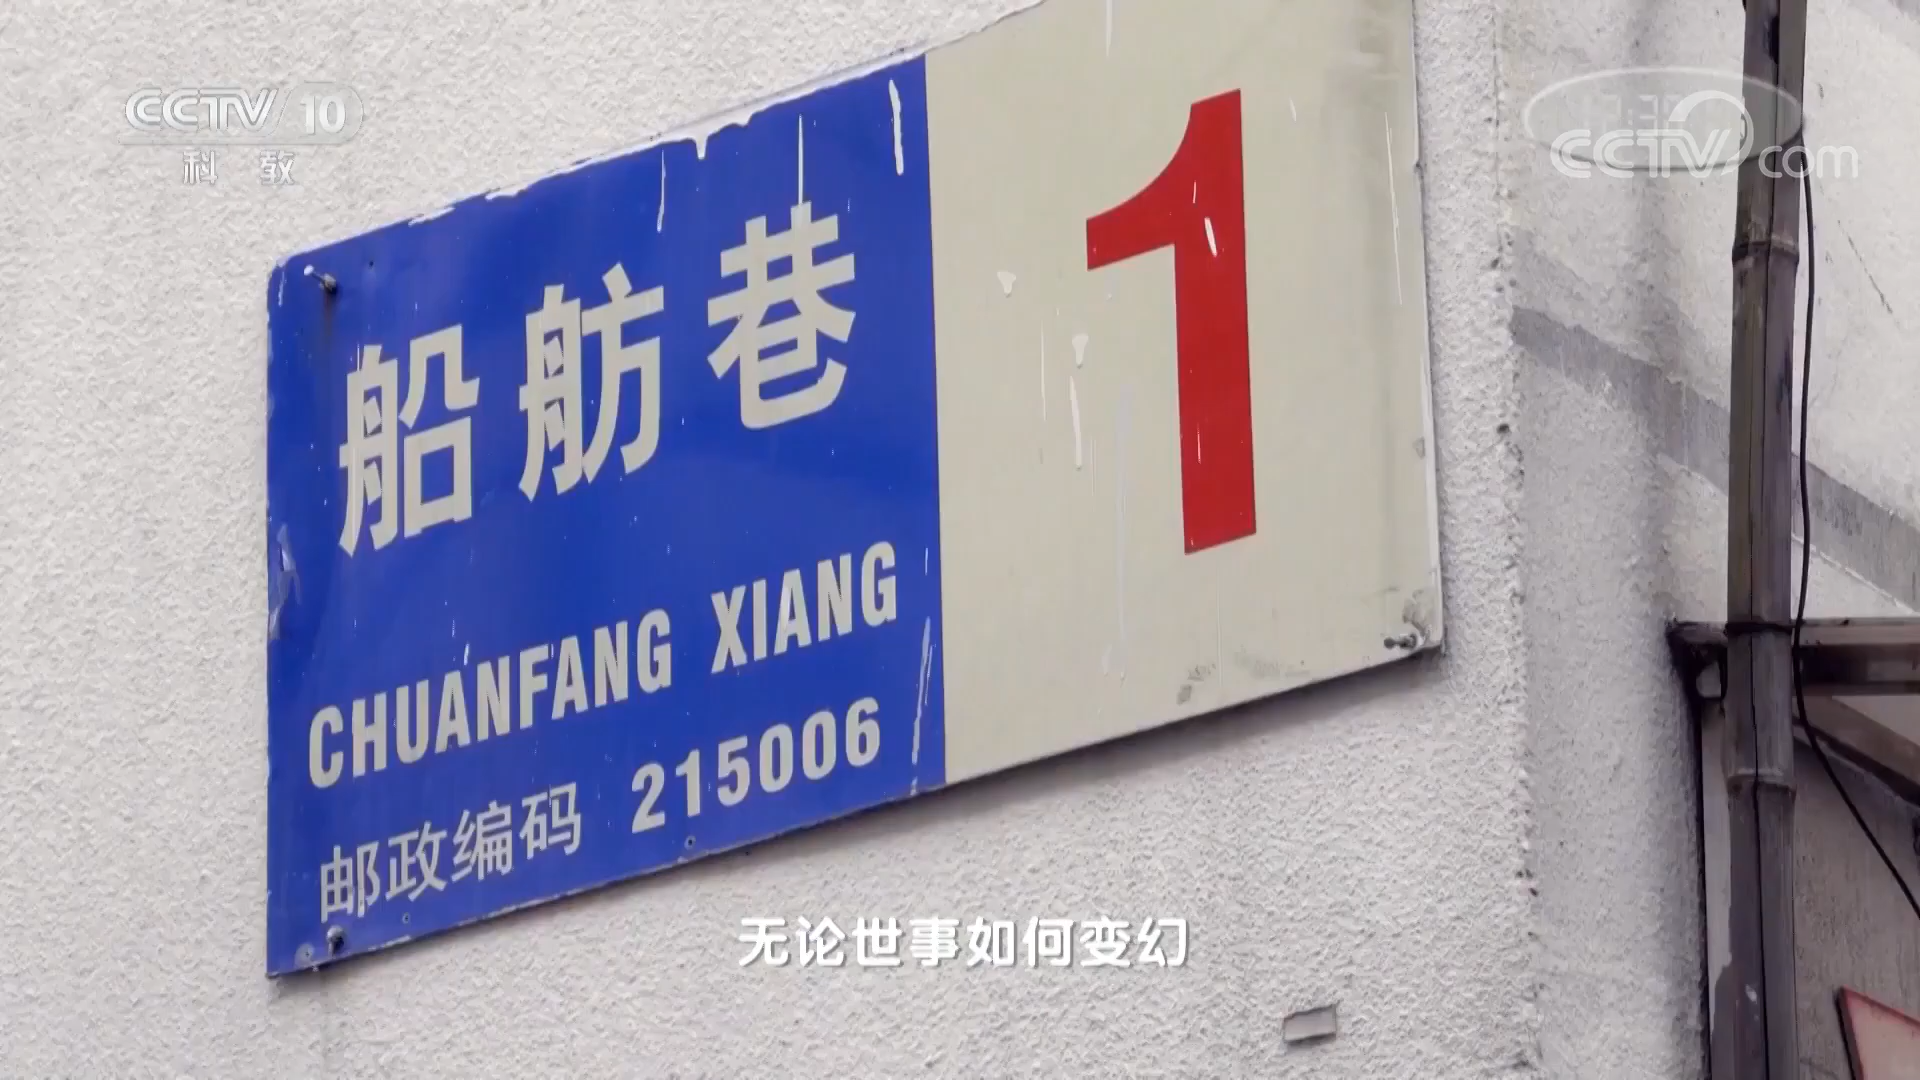 CCTV 10
科教
CCTV.com
船舫巷
1
CHUANFANG XIANG
邮政编码 215006
无论世事如何变幻